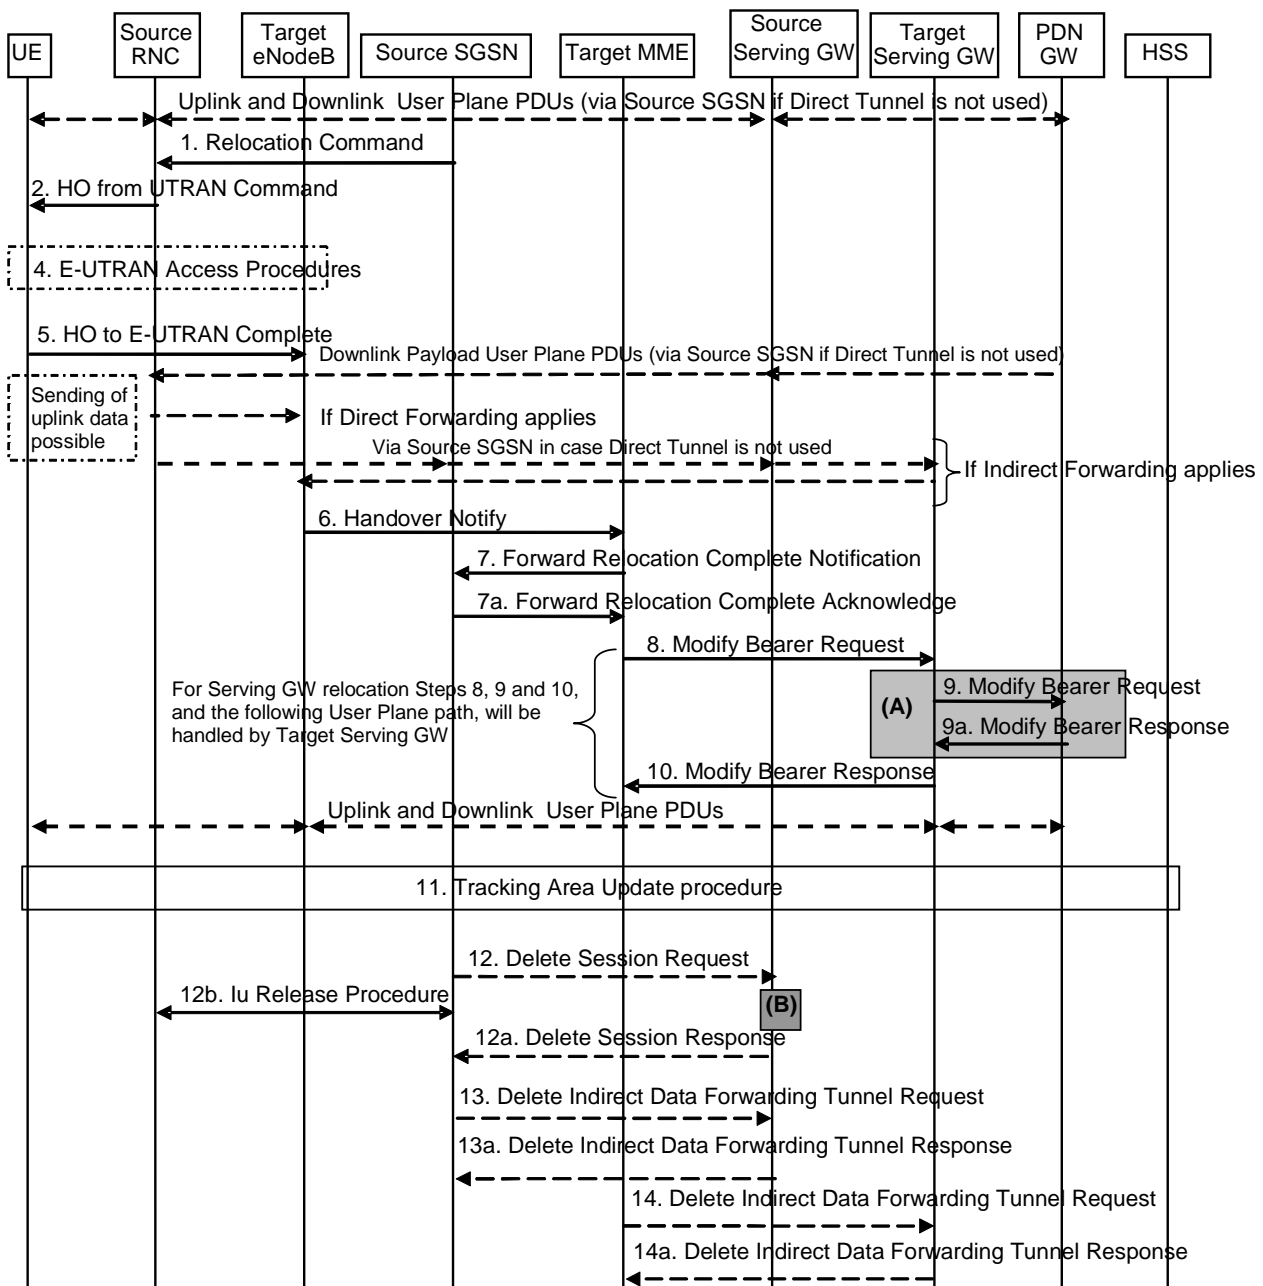 UE
Source
RNC
Target
eNodeB
Source SGSN
Target MME
Source
Serving GW
Target
Serving GW
PDN
GW
HSS
Uplink and Downlink User Plane PDUs (via Source SGSN if Direct Tunnel is not used)
1. Relocation Command
2. HO from UTRAN Command
4. E-UTRAN Access Procedures
5. HO to E-UTRAN Complete
Downlink Payload User Plane PDUs (via Source SGSN if Direct Tunnel is not used)
Sending of
uplink data
possible
If Direct Forwarding applies
Via Source SGSN in case Direct Tunnel is not used
If Indirect Forwarding applies
6. Handover Notify
7. Forward Relocation Complete Notification
7a. Forward Relocation Complete Acknowledge
8. Modify Bearer Request
For Serving GW relocation Steps 8, 9 and 10,
and the following User Plane path, will be
handled by Target Serving GW
(A)
9. Modify Bearer Request
9a. Modify Bearer Response
10. Modify Bearer Response
Uplink and Downlink User Plane PDUs
11. Tracking Area Update procedure
12. Delete Session Request
12b. Iu Release Procedure
(B)
12a. Delete Session Response
13. Delete Indirect Data Forwarding Tunnel Request
13a. Delete Indirect Data Forwarding Tunnel Response
14. Delete Indirect Data Forwarding Tunnel Request
14a. Delete Indirect Data Forwarding Tunnel Response